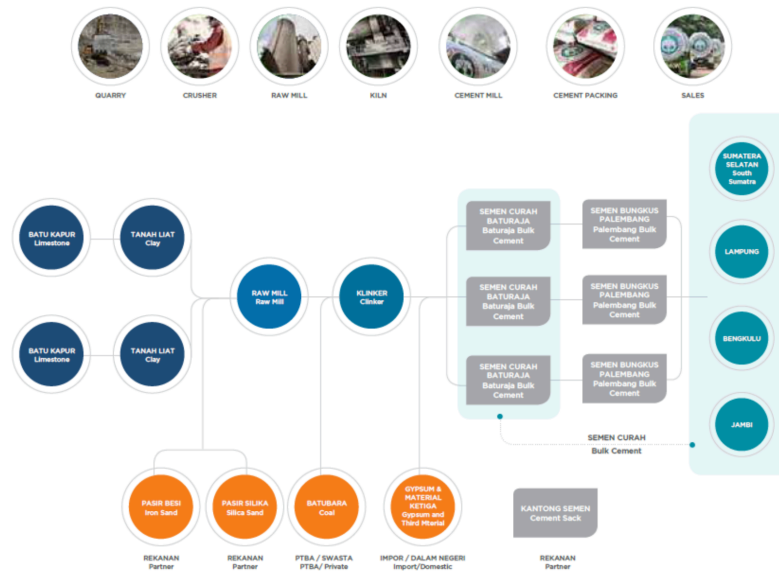 QUARRY
CRUSHER
RAW MILL
KILN
CEMENT MILL
CEMENT PACKING
SALES
SUMATERA
SELATAN
South
Sumatra
LAMPUNG
BENGKULU
JAMBI
BATU KAPUR
Limestone
TANAH LIAT
Clay
BATU KAPUR
Limestone
TANAH LIAT
Clay
RAW MILL
Raw Mill
KLINKER
Clinker
SEMEN CURAH
BATURAJA
Baturaja Bulk
Cement
SEMEN BUNGKUS
PALEMBANG
Palembang Bulk
Cement
SEMEN CURAH
BATURAJA
Baturaja Bulk
Cement
SEMEN BUNGKUS
PALEMBANG
Palembang Bulk
Cement
SEMEN CURAH
BATURAJA
Baturaja Bulk
Cement
SEMEN BUNGKUS
PALEMBANG
Palembang Bulk
Cement
SEMEN CURAH
Bulk Cement
PASIR BESI
Iron Sand
PASIR SILIKA
Silica Sand
BATUBARA
Coal
GYPSUM &
MATERIAL
KETIGA
Gypsum and
Third Mterial
KANTONG SEMEN
Cement Sack
REKANAN
Partner
REKANAN
Partner
PTBA / SWASTA
PTBA/ Private
IMPOR / DALAM NEGERI
Import/Domestic
REKANAN
Partner